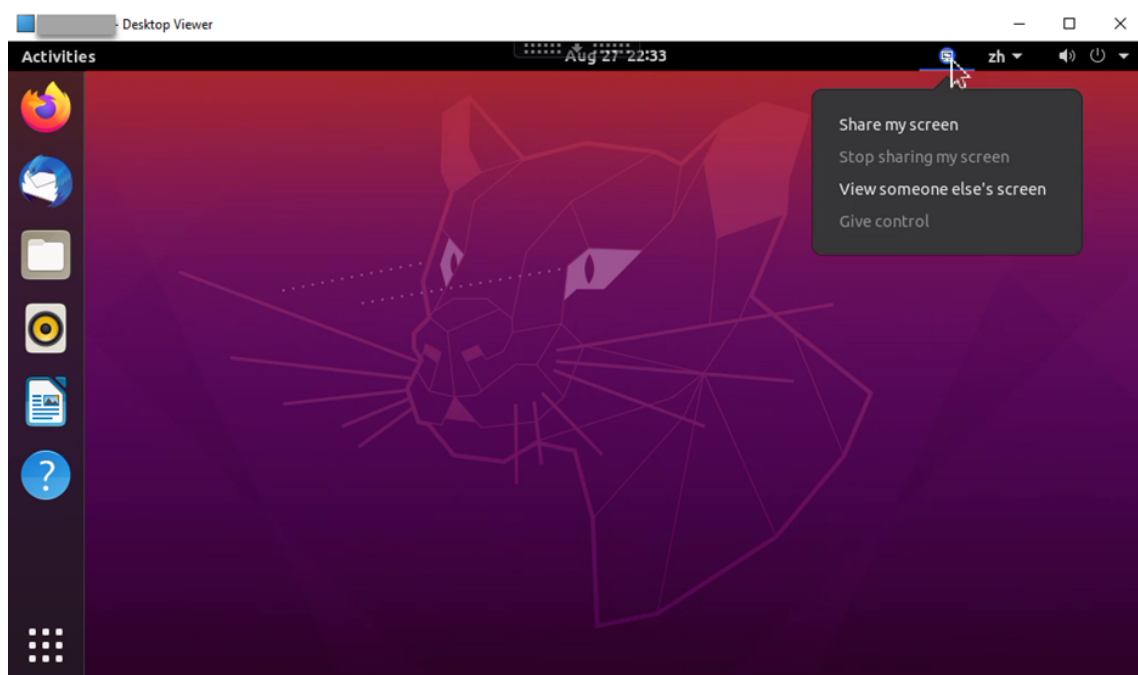 - Desktop Viewer
Activities
Aug 27 22:33
zh
Share my screen
Stop sharing my screen
View someone else's screen
Give control
?